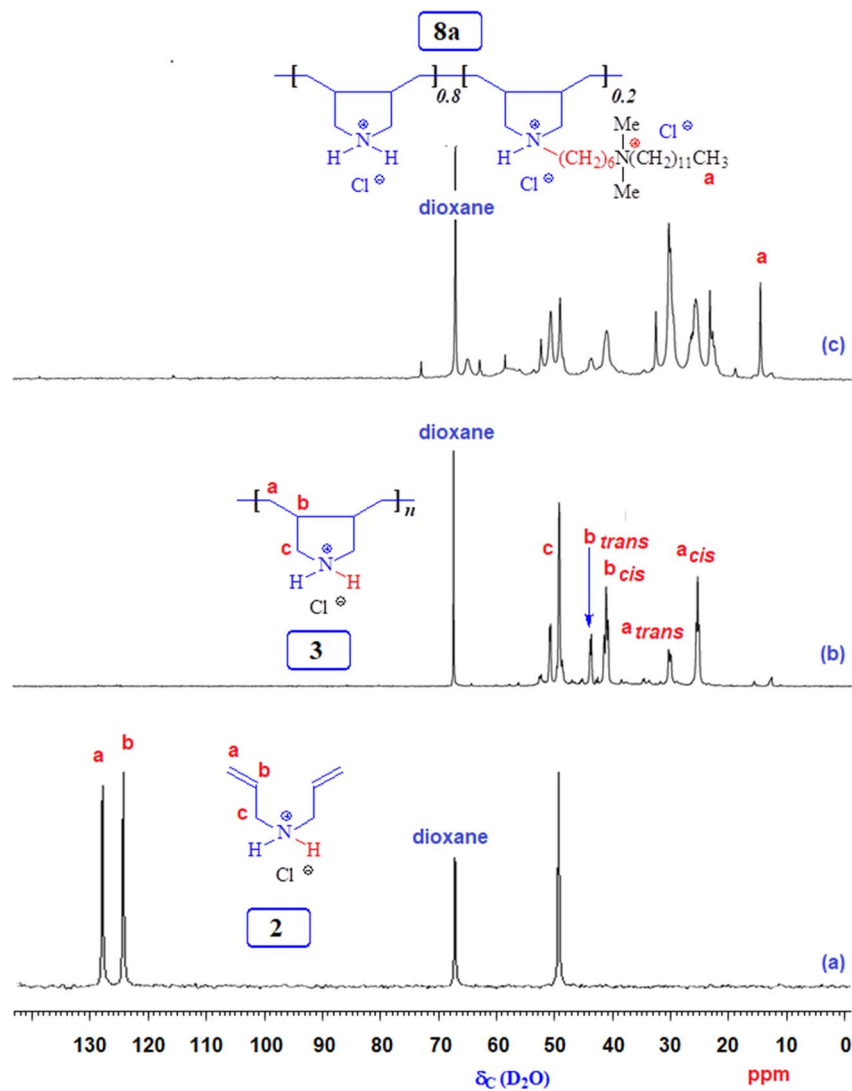 8a
[ ]0.8 [ ]0.2
Me
Cl ⊖
H N⊕ H
H N⊕ (CH2)6N⊕(CH2)11CH3
Cl ⊖
Cl ⊖
Me
a
dioxane
a
(c)
dioxane
a
b
[ ]n
c
N⊕
H H
Cl ⊖
3
c
b trans
b cis
a cis
a trans
(b)
a
b
a
b
c
N⊕
H H
Cl ⊖
dioxane
2
(a)
130 120 110 100 90 80 70 60 50 40 30 20 10 0
δC (D2O)
ppm